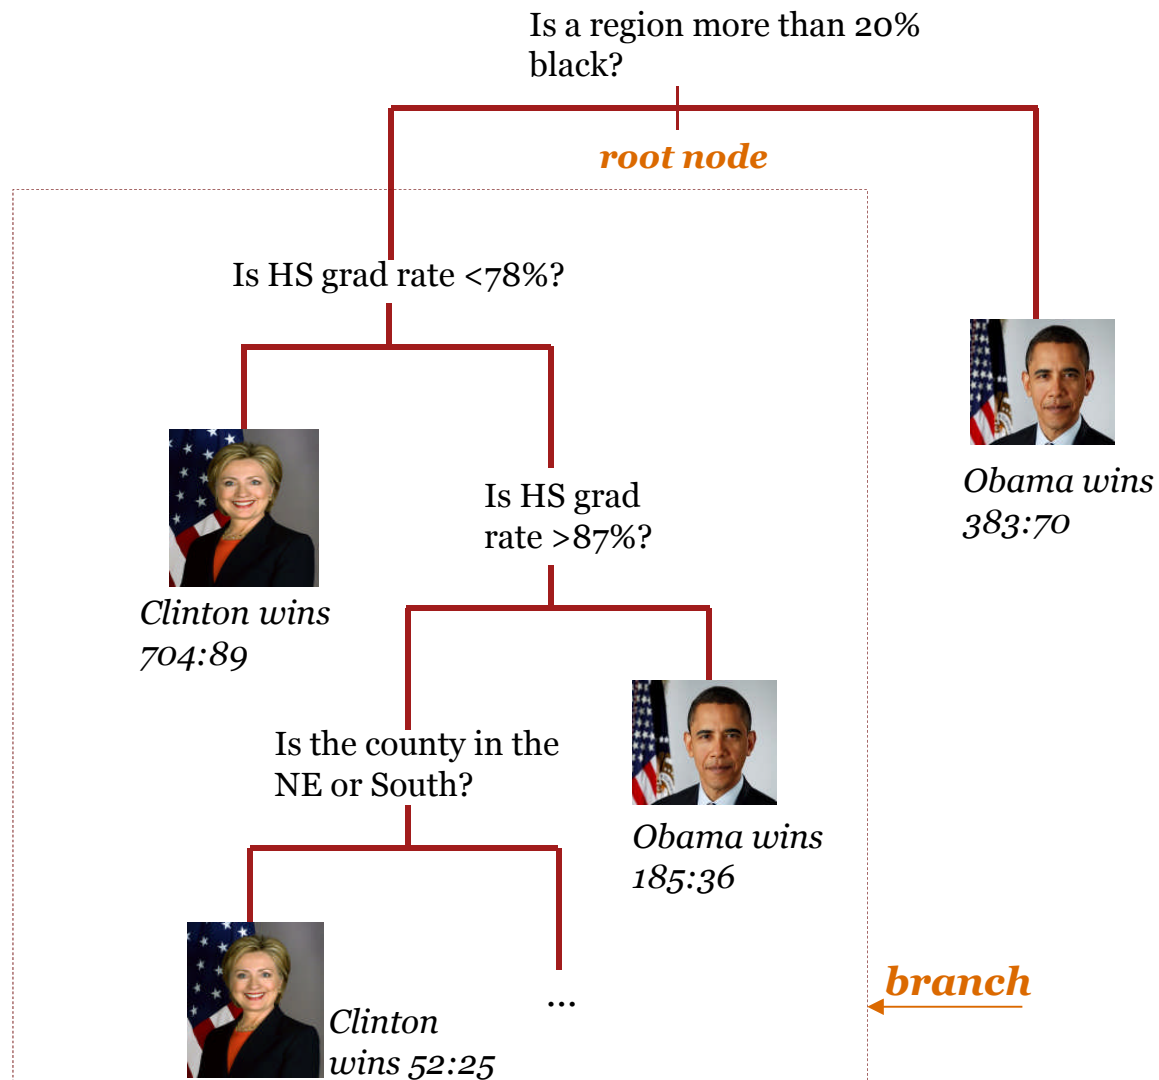 Is a region more than 20%
black?
root node
Is HS grad rate <78%?
Obama wins
383:70
Is HS grad
rate >87%?
Clinton wins
704:89
Is the county in the
NE or South?
Obama wins
185:36
branch
...
Clinton
wins 52:25